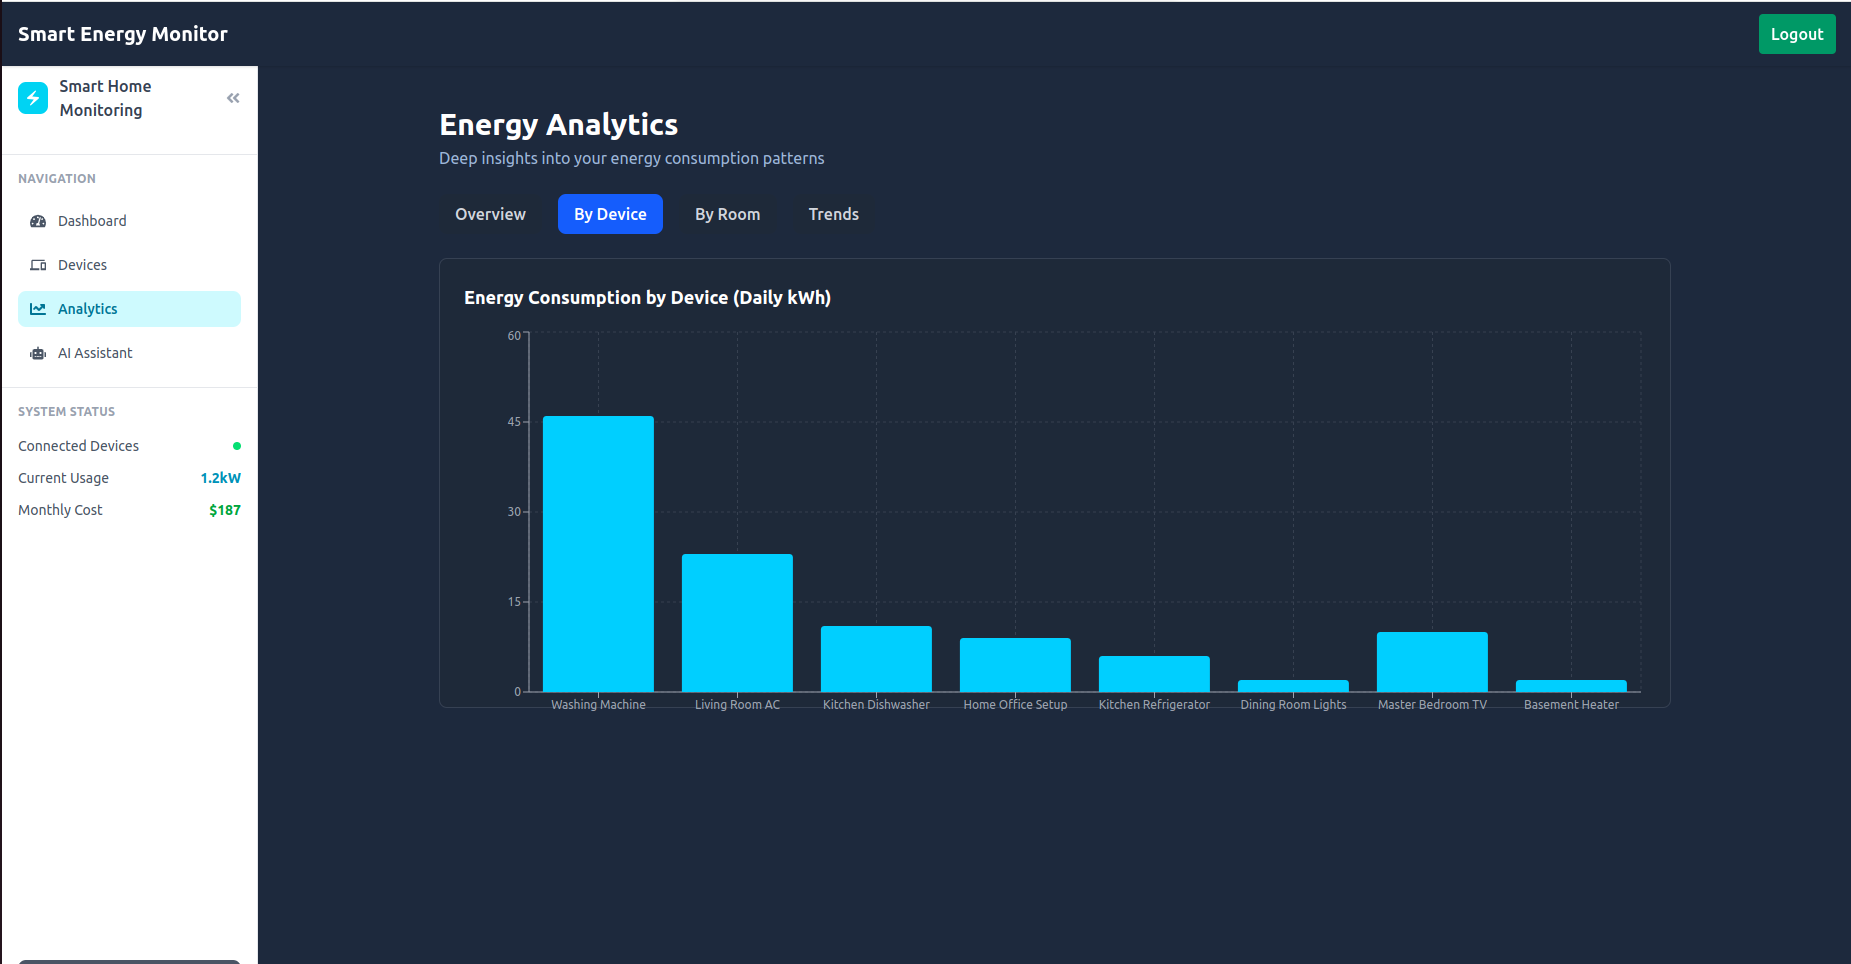 Smart Energy Monitor
Logout
Smart Home
Monitoring
NAVIGATION
Dashboard
Devices
Analytics
AI Assistant
SYSTEM STATUS
Connected Devices
Current Usage 1.2kW
Monthly Cost $187
Energy Analytics
Deep insights into your energy consumption patterns
Overview By Device By Room Trends
Energy Consumption by Device (Daily kWh)
60
45
30
15
0
Washing Machine Living Room AC Kitchen Dishwasher Home Office Setup Kitchen Refrigerator Dining Room Lights Master Bedroom TV Basement Heater